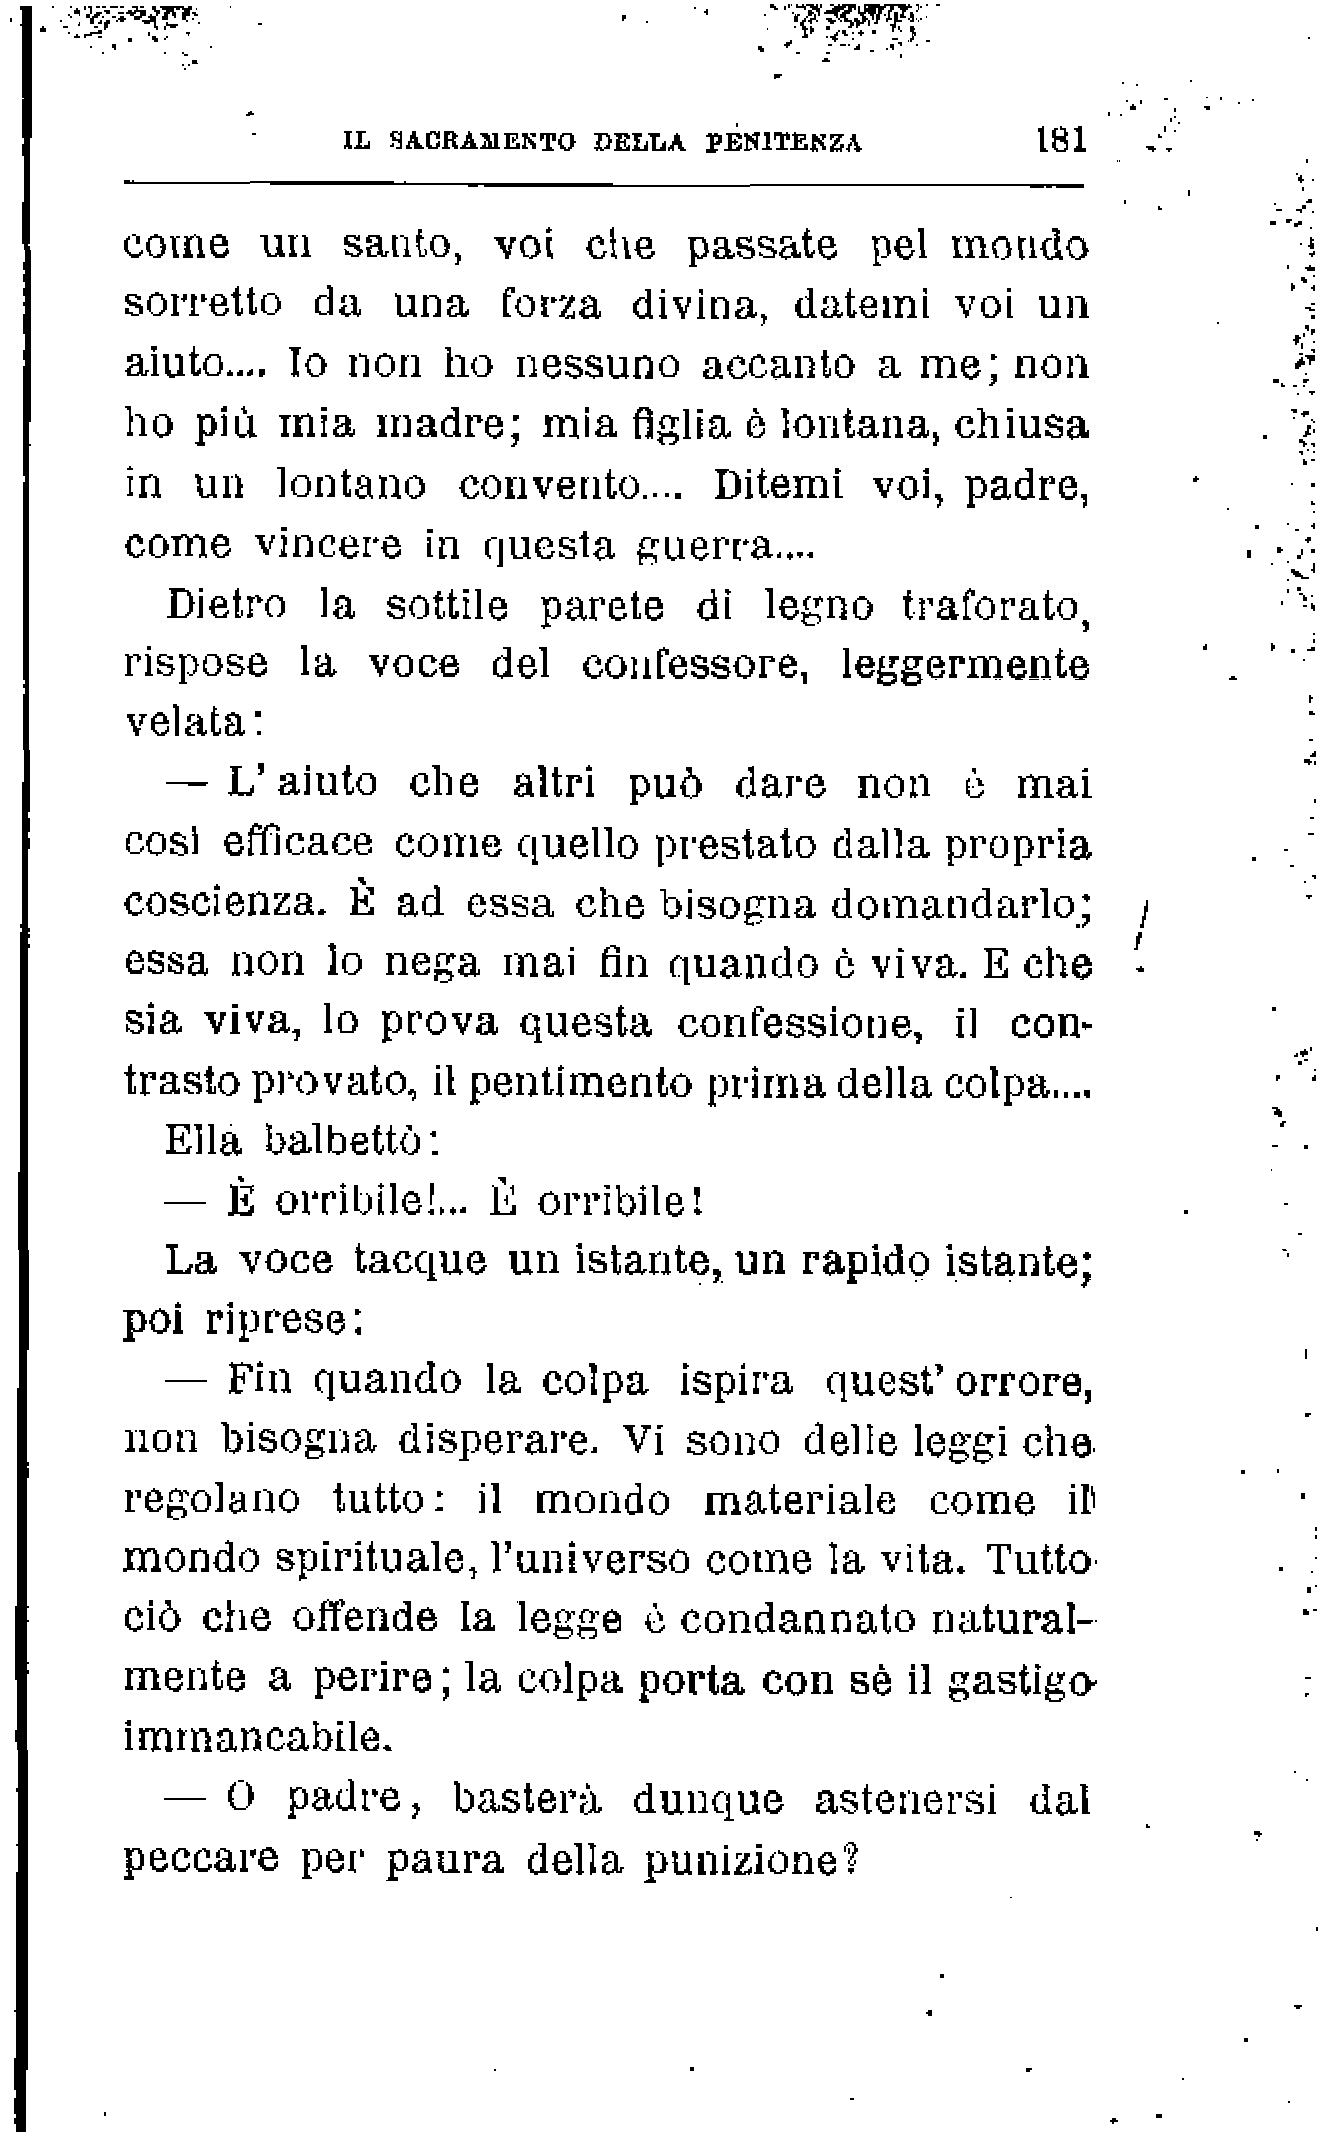 IL SACRAMENTO DELLA PENITENZA 181
come un santo, voi che passate pel mondo
sorretto da una forza divina, datemi voi un
aiuto.... Io non ho nessuno accanto a me; non
ho più mia madre; mia figlia è lontana, chiusa
in un lontano convento.... Ditemi voi, padre,
come vincere in questa guerra....
Dietro la sottile parete di legno traforato,
rispose la voce del confessore, leggermente
velata:
— L'aiuto che altri può dare non è mai
così efficace come quello prestato dalla propria
coscienza. È ad essa che bisogna domandarlo;
essa non lo nega mai fin quando è viva. E che
sia viva, lo prova questa confessione, il con-
trasto provato, il pentimento prima della colpa....
Ella balbettò:
— È orribile!... È orribile!
La voce tacque un istante, un rapido istante;
poi riprese:
— Fin quando la colpa ispira quest'orrore,
non bisogna disperare. Vi sono delle leggi che
regolano tutto: il mondo materiale come il
mondo spirituale, l'universo come la vita. Tutto
ciò che offende la legge è condannato natural-
mente a perire; la colpa porta con sè il gastigo
immancabile.
— O padre, basterà dunque astenersi dal
peccare per paura della punizione?